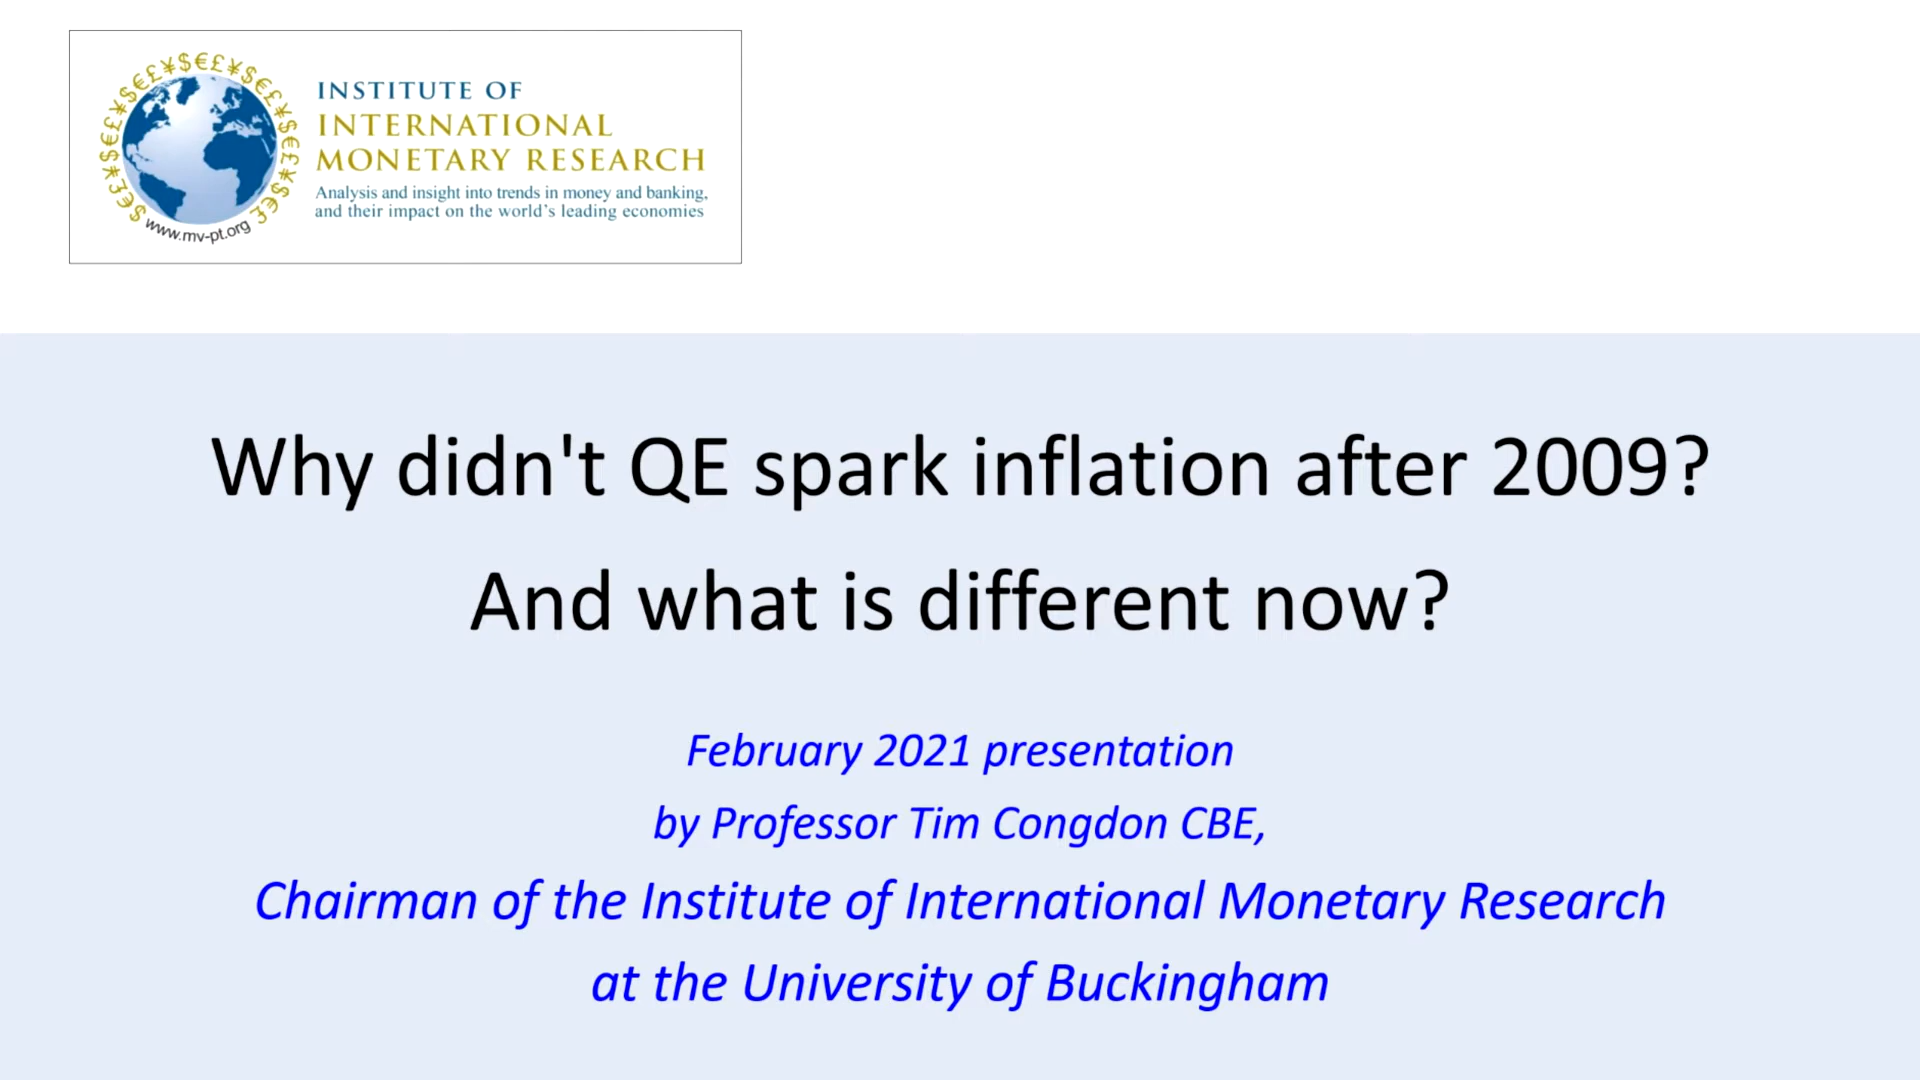 INSTITUTE OF
INTERNATIONAL
MONETARY RESEARCH
Analysis and insight into trends in money and banking,
and their impact on the world's leading economies
www.mv-pt.org
Why didn't QE spark inflation after 2009?
And what is different now?
February 2021 presentation
by Professor Tim Congdon CBE,
Chairman of the Institute of International Monetary Research
at the University of Buckingham